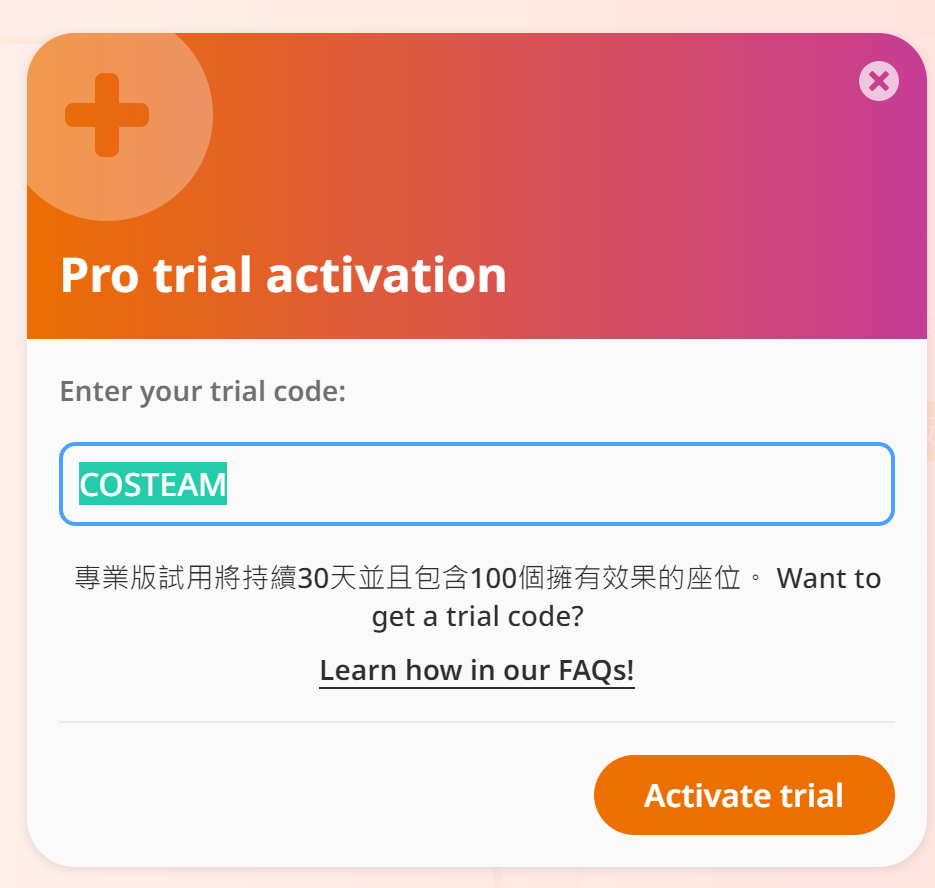 Pro trial activation
Enter your trial code:
COSTEAM
專業版試用將持續30天並且包含100個擁有效果的座位。 Want to
get a trial code?
Learn how in our FAQs!
Activate trial